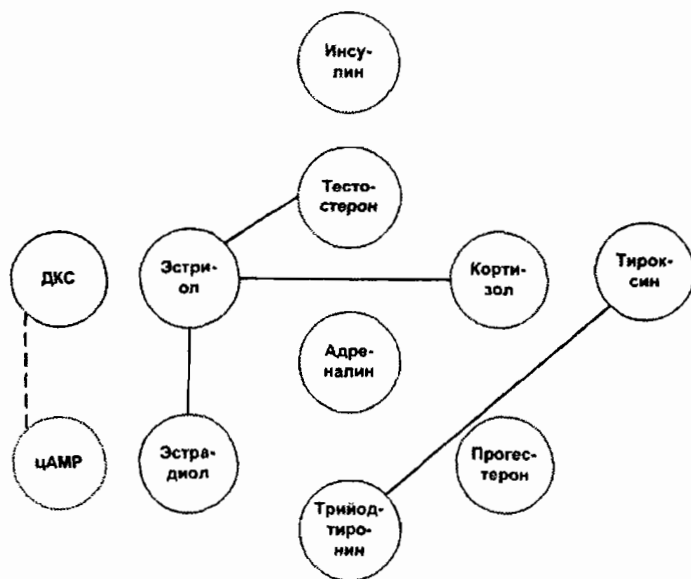 Инсу-
лин
Тесто-
стерон
ДКС
Эстри-
ол
Корти-
зол
Тирок-
син
Адре-
налин
цАМР
Эстра-
диол
Прогес-
терон
Трийод-
тиро-
нин